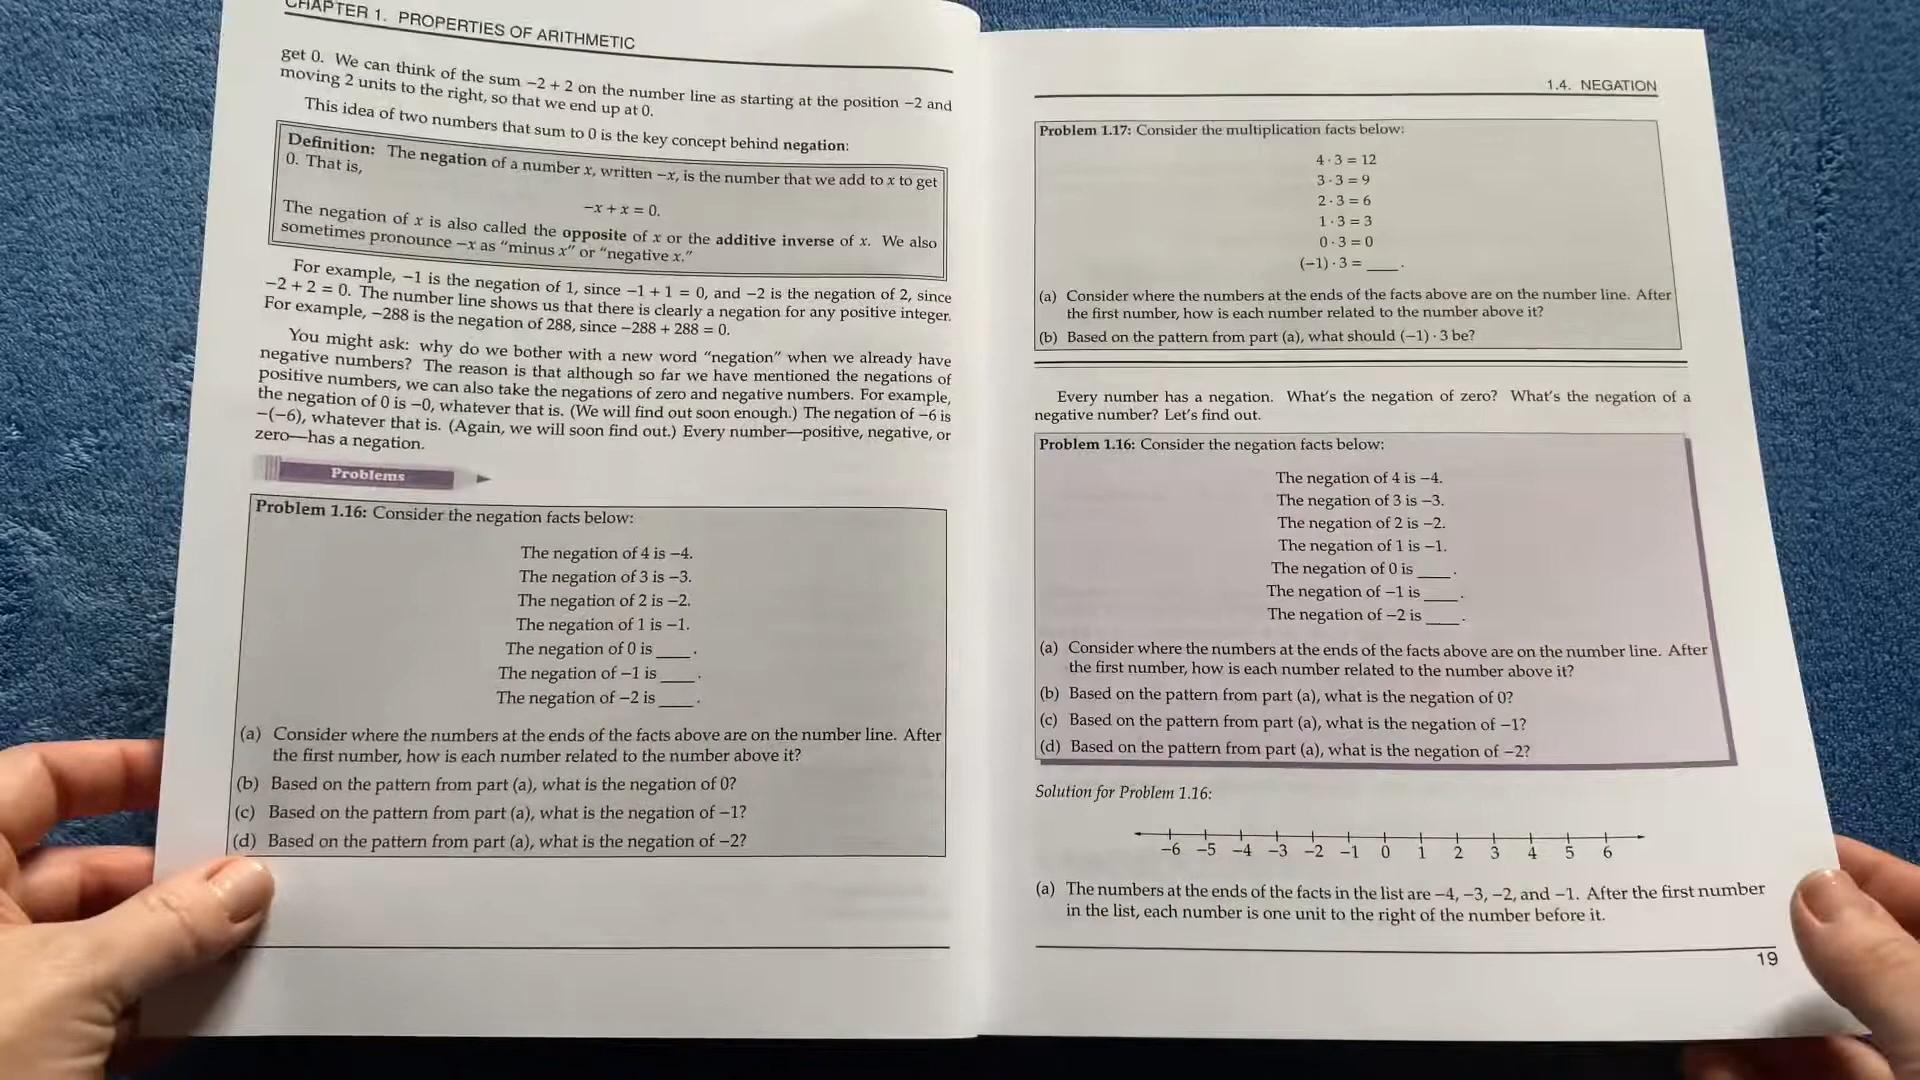 CHAPTER 1. PROPERTIES OF ARITHMETIC
get 0. We can think of the sum −2 + 2 on the number line as starting at the position −2 and
moving 2 units to the right, so that we end up at 0.
This idea of two numbers that sum to 0 is the key concept behind negation:
Definition: The negation of a number x, written −x, is the number that we add to x to get
0. That is,
−x + x = 0.
The negation of x is also called the opposite of x or the additive inverse of x. We also
sometimes pronounce −x as “minus x” or “negative x.”
For example, −1 is the negation of 1, since −1 + 1 = 0, and −2 is the negation of 2, since
−2 + 2 = 0. The number line shows us that there is clearly a negation for any positive integer.
For example, −288 is the negation of 288, since −288 + 288 = 0.
You might ask: why do we bother with a new word “negation” when we already have
negative numbers? The reason is that although so far we have mentioned the negations of
positive numbers, we can also take the negations of zero and negative numbers. For example,
the negation of 0 is −0, whatever that is. (We will find out soon enough.) The negation of −6 is
−(−6), whatever that is. (Again, we will soon find out.) Every number—positive, negative, or
zero—has a negation.
Problems
Problem 1.16: Consider the negation facts below:
The negation of 4 is −4.
The negation of 3 is −3.
The negation of 2 is −2.
The negation of 1 is −1.
The negation of 0 is ____.
The negation of −1 is ____.
The negation of −2 is ____.
(a) Consider where the numbers at the ends of the facts above are on the number line. After
the first number, how is each number related to the number above it?
(b) Based on the pattern from part (a), what is the negation of 0?
(c) Based on the pattern from part (a), what is the negation of −1?
(d) Based on the pattern from part (a), what is the negation of −2?
1.4. NEGATION
Problem 1.17: Consider the multiplication facts below:
4 · 3 = 12
3 · 3 = 9
2 · 3 = 6
1 · 3 = 3
0 · 3 = 0
(−1) · 3 = ____.
(a) Consider where the numbers at the ends of the facts above are on the number line. After
the first number, how is each number related to the number above it?
(b) Based on the pattern from part (a), what should (−1) · 3 be?
Every number has a negation. What's the negation of zero? What's the negation of a
negative number? Let's find out.
Problem 1.16: Consider the negation facts below:
The negation of 4 is −4.
The negation of 3 is −3.
The negation of 2 is −2.
The negation of 1 is −1.
The negation of 0 is ____.
The negation of −1 is ____.
The negation of −2 is ____.
(a) Consider where the numbers at the ends of the facts above are on the number line. After
the first number, how is each number related to the number above it?
(b) Based on the pattern from part (a), what is the negation of 0?
(c) Based on the pattern from part (a), what is the negation of −1?
(d) Based on the pattern from part (a), what is the negation of −2?
Solution for Problem 1.16:
−6 −5 −4 −3 −2 −1 0 1 2 3 4 5 6
(a) The numbers at the ends of the facts in the list are −4, −3, −2, and −1. After the first number
in the list, each number is one unit to the right of the number before it.
19